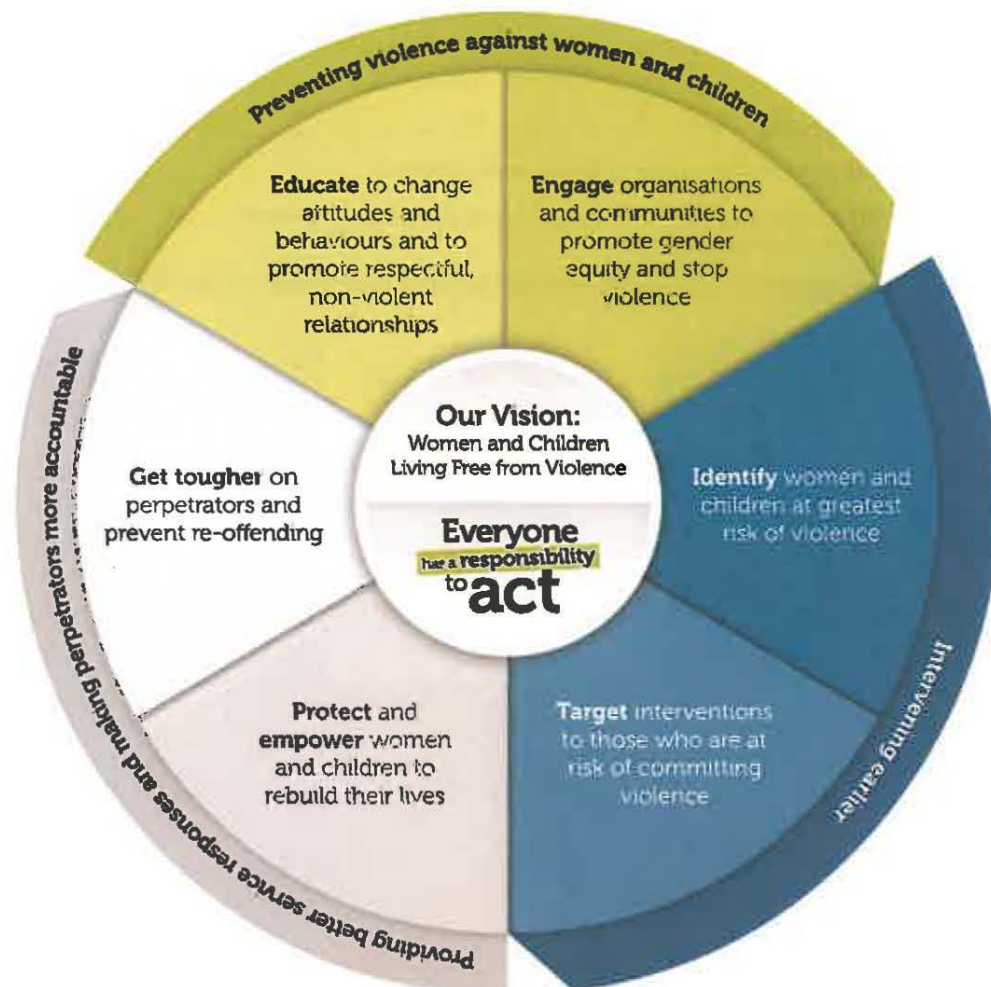 Preventing violence against women and children
Educate to change
attitudes and
behaviours and to
promote respectful,
non-violent
relationships
Engage organisations
and communities to
promote gender
equity and stop
violence
Our Vision:
Women and Children
Living Free from Violence
Everyone
has a responsibility
to act
Identify women and
children at greatest
risk of violence
Target interventions
to those who are at
risk of committing
violence
Intervening earlier
Protect and
empower women
and children to
rebuild their lives
Get tougher on
perpetrators and
prevent re-offending
Providing better service responses and making perpetrators more accountable